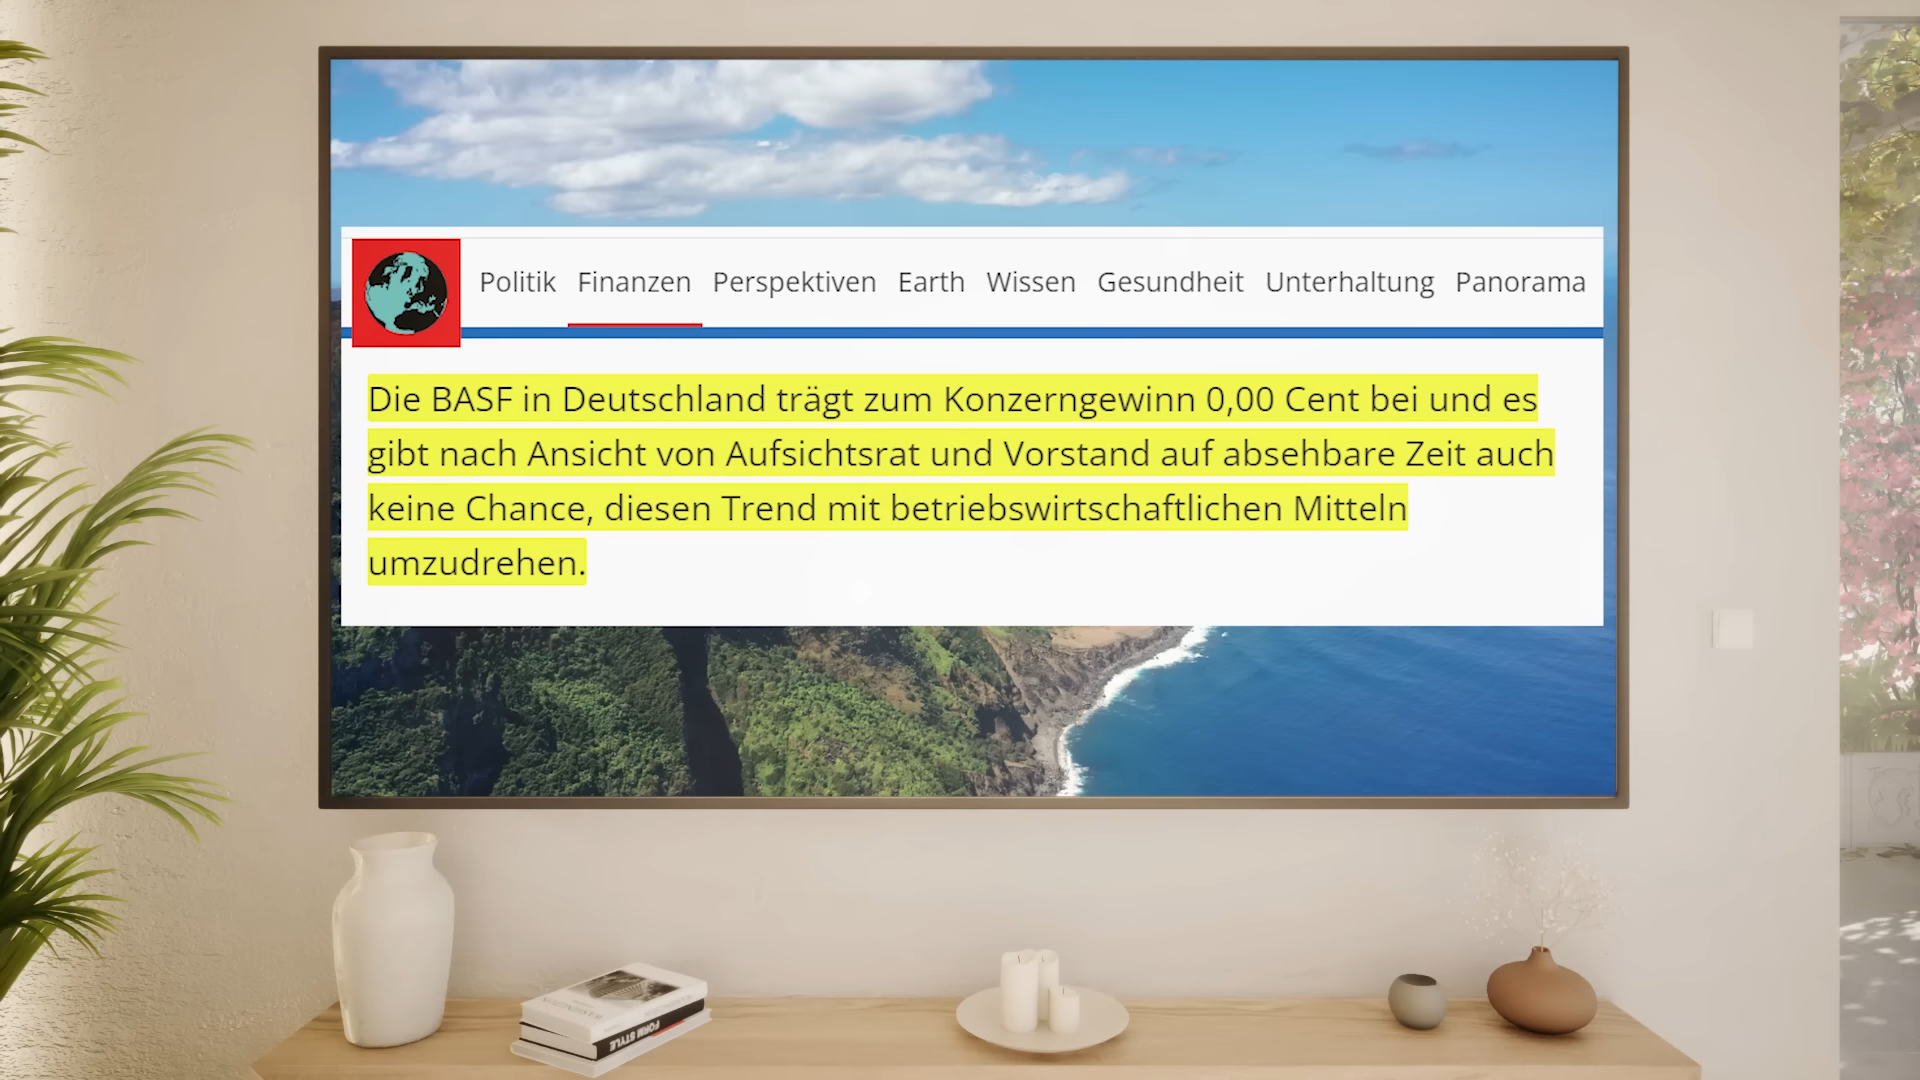 Politik Finanzen Perspektiven Earth Wissen Gesundheit Unterhaltung Panorama
Die BASF in Deutschland trägt zum Konzerngewinn 0,00 Cent bei und es
gibt nach Ansicht von Aufsichtsrat und Vorstand auf absehbare Zeit auch
keine Chance, diesen Trend mit betriebswirtschaftlichen Mitteln
umzudrehen.
FORM STYLE